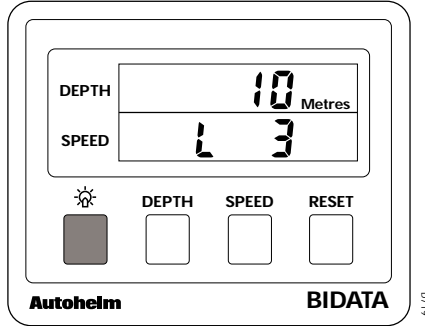 DEPTH 10 Metres
SPEED L 3
DEPTH SPEED RESET
Autohelm BIDATA